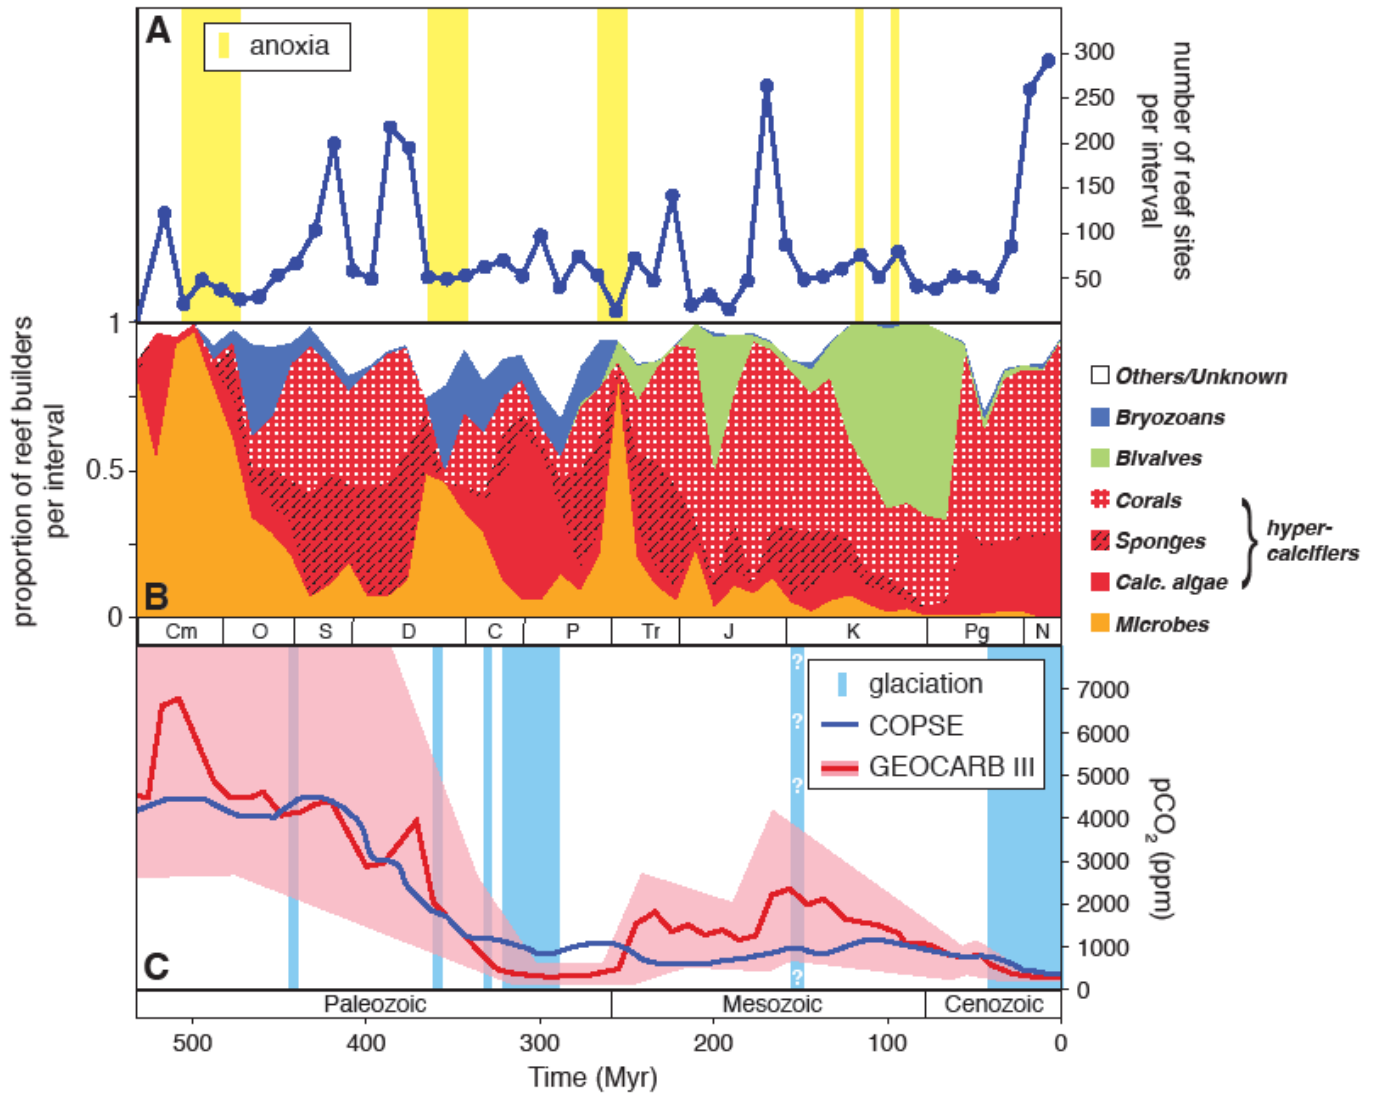 A
anoxia
300
250
200
150
100
50
number of reef sites
per interval
1
0.5
0
proportion of reef builders
per interval
B
Others/Unknown
Bryozoans
Bivalves
Corals
Sponges
Calc. algae
Microbes
hyper-
calcifiers
Cm O S D C P Tr J K Pg N
?
?
?
?
glaciation
COPSE
GEOCARB III
7000
6000
5000
4000
3000
2000
1000
0
pCO2 (ppm)
C
Paleozoic Mesozoic Cenozoic
500 400 300 200 100 0
Time (Myr)